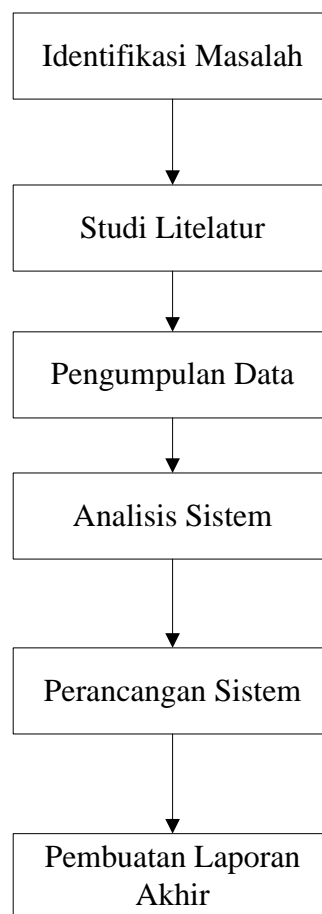 Identifikasi Masalah
Studi Litelatur
Pengumpulan Data
Analisis Sistem
Perancangan Sistem
Pembuatan Laporan
Akhir